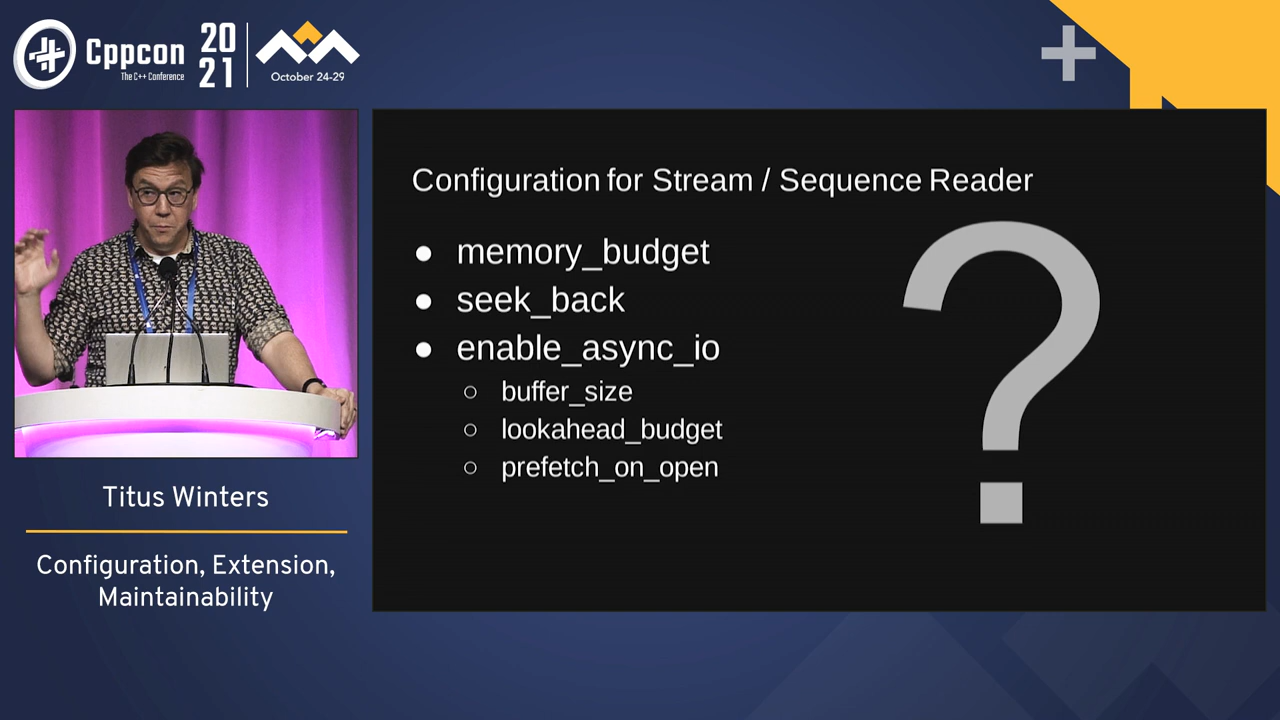 Cppcon
The C++ Conference
20
21
October 24-29
Configuration for Stream / Sequence Reader
● memory_budget
● seek_back
● enable_async_io
○ buffer_size
○ lookahead_budget
○ prefetch_on_open
?
Titus Winters
Configuration, Extension,
Maintainability